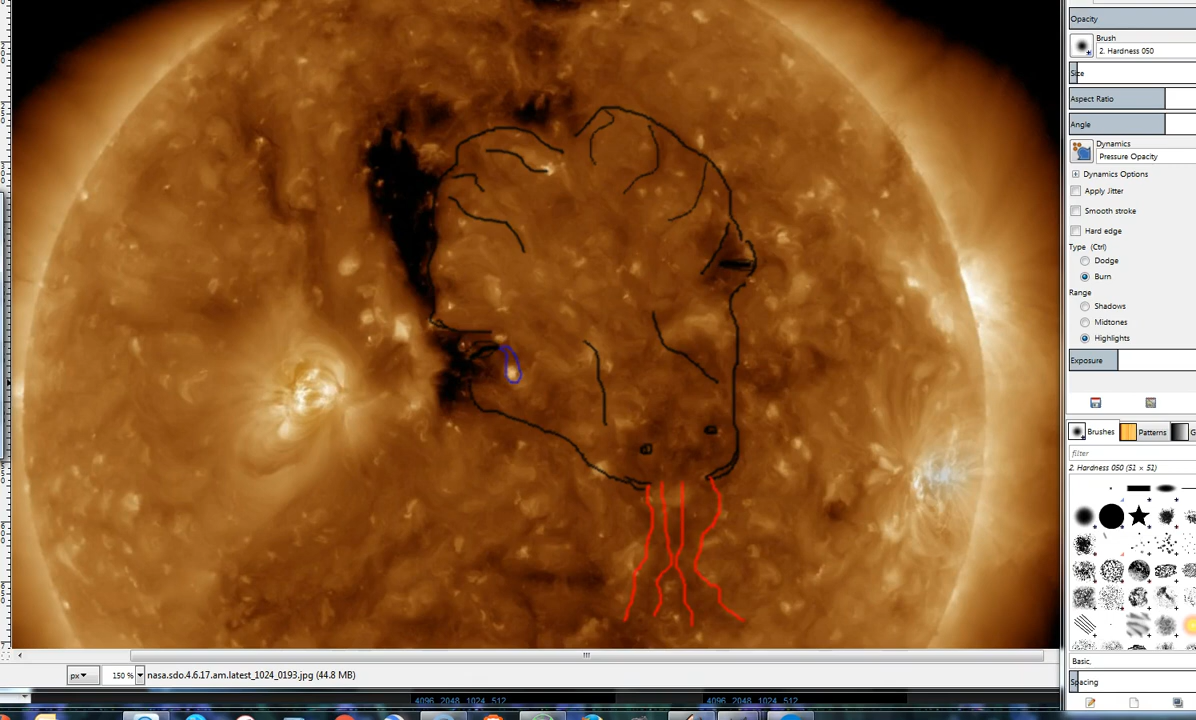 Opacity
Brush
2. Hardness 050
Size
Aspect Ratio
Angle
Dynamics
Pressure Opacity
Dynamics Options
Apply Jitter
Smooth stroke
Hard edge
Type (Ctrl)
Dodge
Burn
Range
Shadows
Midtones
Highlights
Exposure
Brushes
Patterns
G
filter
2. Hardness 050 (51 × 51)
Basic,
Spacing
px
150 %
nasa.sdo.4.6.17.am.latest_1024_0193.jpg (44.8 MB)
4096, 2048, 1024, 512
4096, 2048, 1024, 512